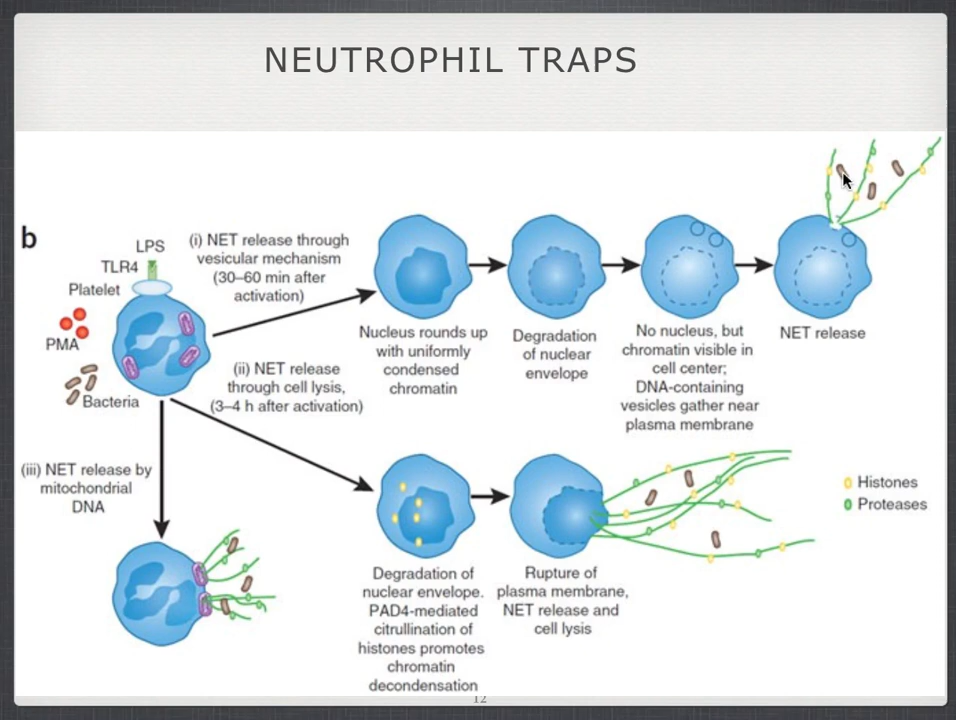 NEUTROPHIL TRAPS
b
LPS
TLR4
Platelet
PMA
Bacteria
(i) NET release through
vesicular mechanism
(30–60 min after
activation)
Nucleus rounds up
with uniformly
condensed
chromatin
Degradation
of nuclear
envelope
No nucleus, but
chromatin visible in
cell center;
DNA-containing
vesicles gather near
plasma membrane
NET release
(ii) NET release
through cell lysis,
(3–4 h after activation)
(iii) NET release by
mitochondrial
DNA
Histones
Proteases
Degradation of
nuclear envelope.
PAD4-mediated
citrullination of
histones promotes
chromatin
decondensation
Rupture of
plasma membrane,
NET release and
cell lysis
12